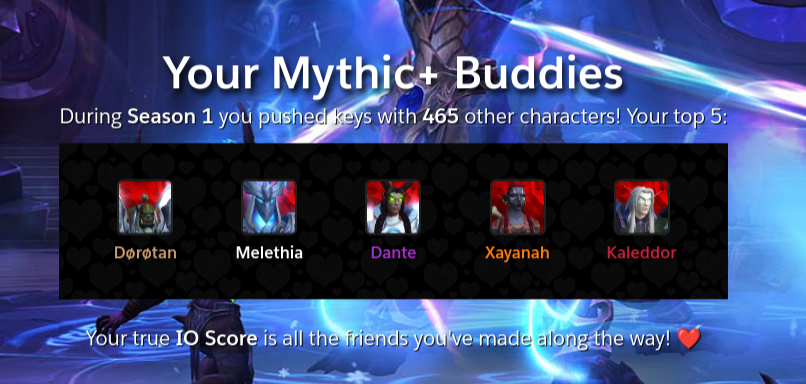 Your Mythic+ Buddies
During Season 1 you pushed keys with 465 other characters! Your top 5:
Dørøtan Melethia Dante Xayanah Kaleddor
Your true IO Score is all the friends you've made along the way! ❤️